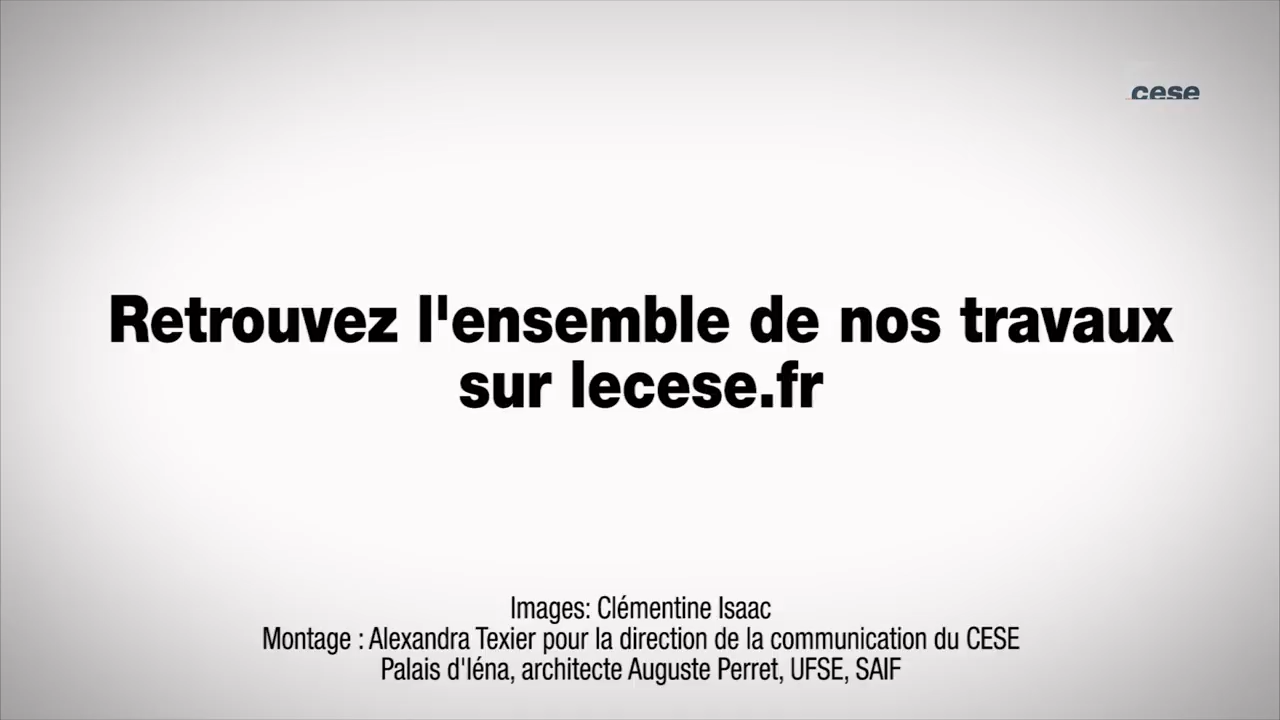 cese
Retrouvez l'ensemble de nos travaux
sur lecese.fr
Images: Clémentine Isaac
Montage : Alexandra Texier pour la direction de la communication du CESE
Palais d'Iéna, architecte Auguste Perret, UFSE, SAIF